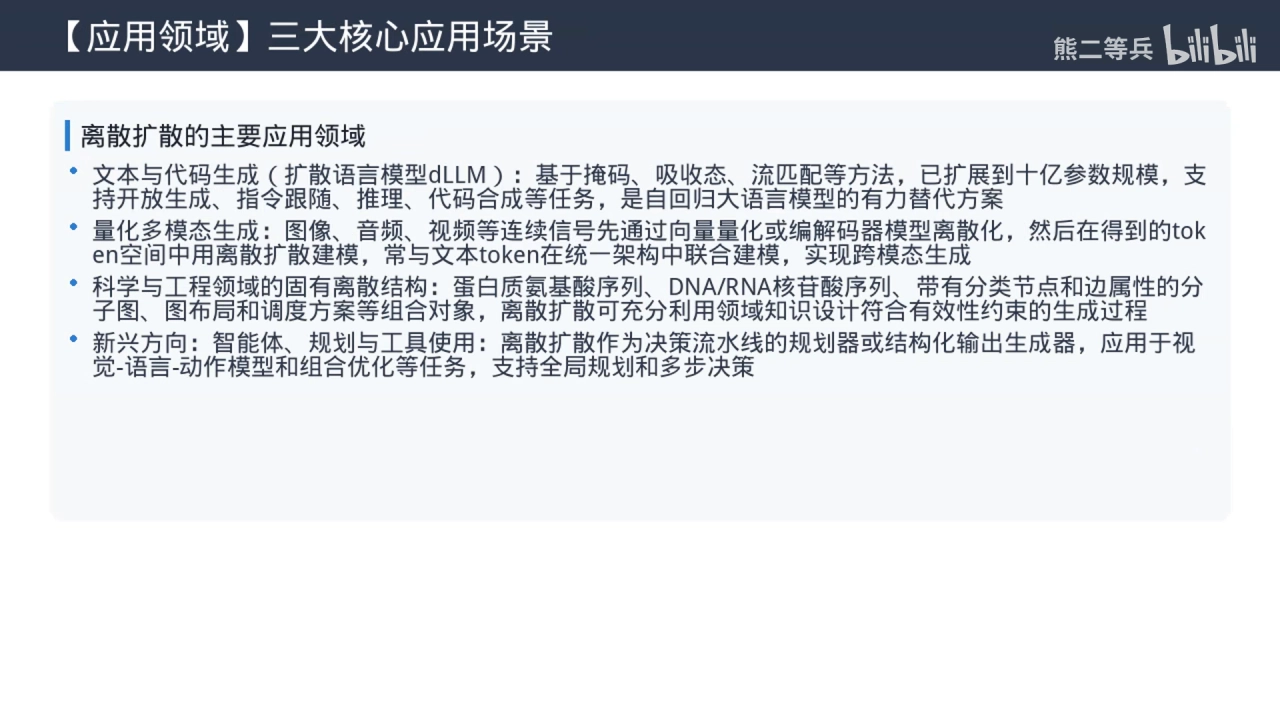 【应用领域】三大核心应用场景
熊二等兵 bilibili
离散扩散的主要应用领域
• 文本与代码生成（扩散语言模型dLLM）：基于掩码、吸收态、流匹配等方法，已扩展到十亿参数规模，支
持开放生成、指令跟随、推理、代码合成等任务，是自回归大语言模型的有力替代方案
• 量化多模态生成：图像、音频、视频等连续信号先通过向量量化或编解码器模型离散化，然后在得到的tok
en空间中用离散扩散建模，常与文本token在统一架构中联合建模，实现跨模态生成
• 科学与工程领域的固有离散结构：蛋白质氨基酸序列、DNA/RNA核苷酸序列、带有分类节点和边属性的分
子图、图布局和调度方案等组合对象，离散扩散可充分利用领域知识设计符合有效性约束的生成过程
• 新兴方向：智能体、规划与工具使用：离散扩散作为决策流水线的规划器或结构化输出生成器，应用于视
觉-语言-动作模型和组合优化等任务，支持全局规划和多步决策